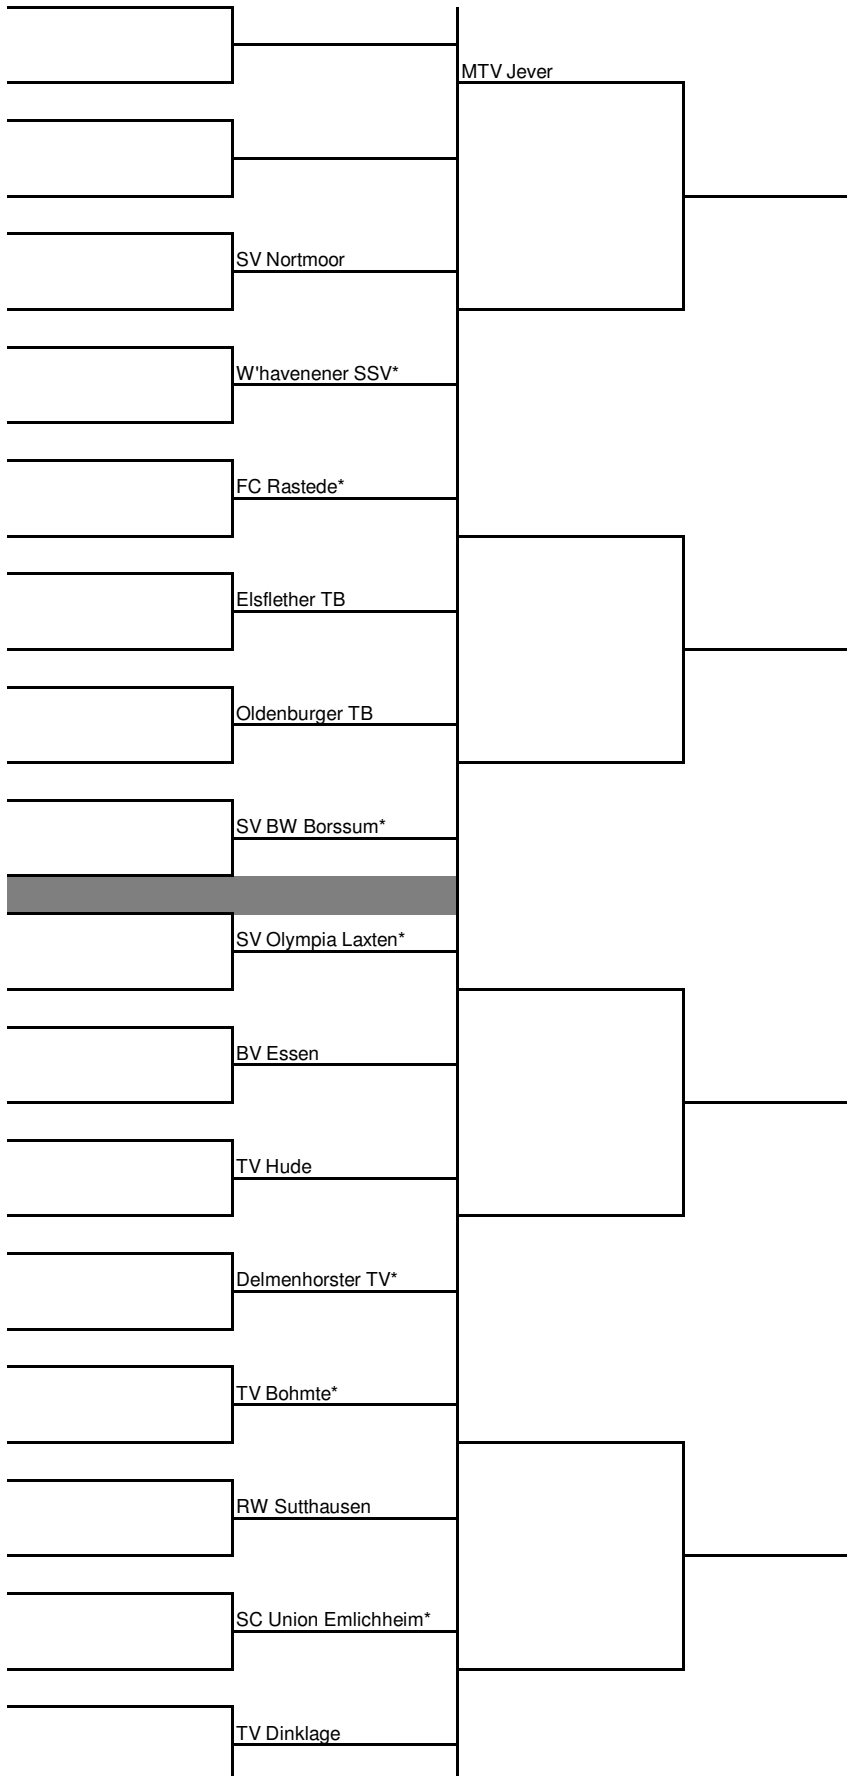 MTV Jever
SV Nortmoor
W'havenener SSV*
FC Rastede*
Elsflether TB
Oldenburger TB
SV BW Borssum*
SV Olympia Laxten*
BV Essen
TV Hude
Delmenhorster TV*
TV Bohmte*
RW Sutthausen
SC Union Emlichheim*
TV Dinklage